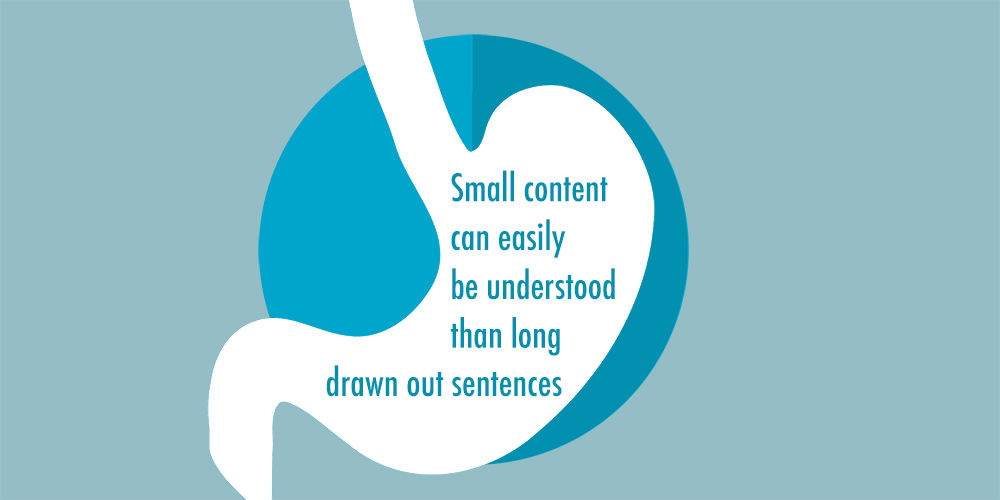 Small content
can easily
be understood
than long
drawn out sentences